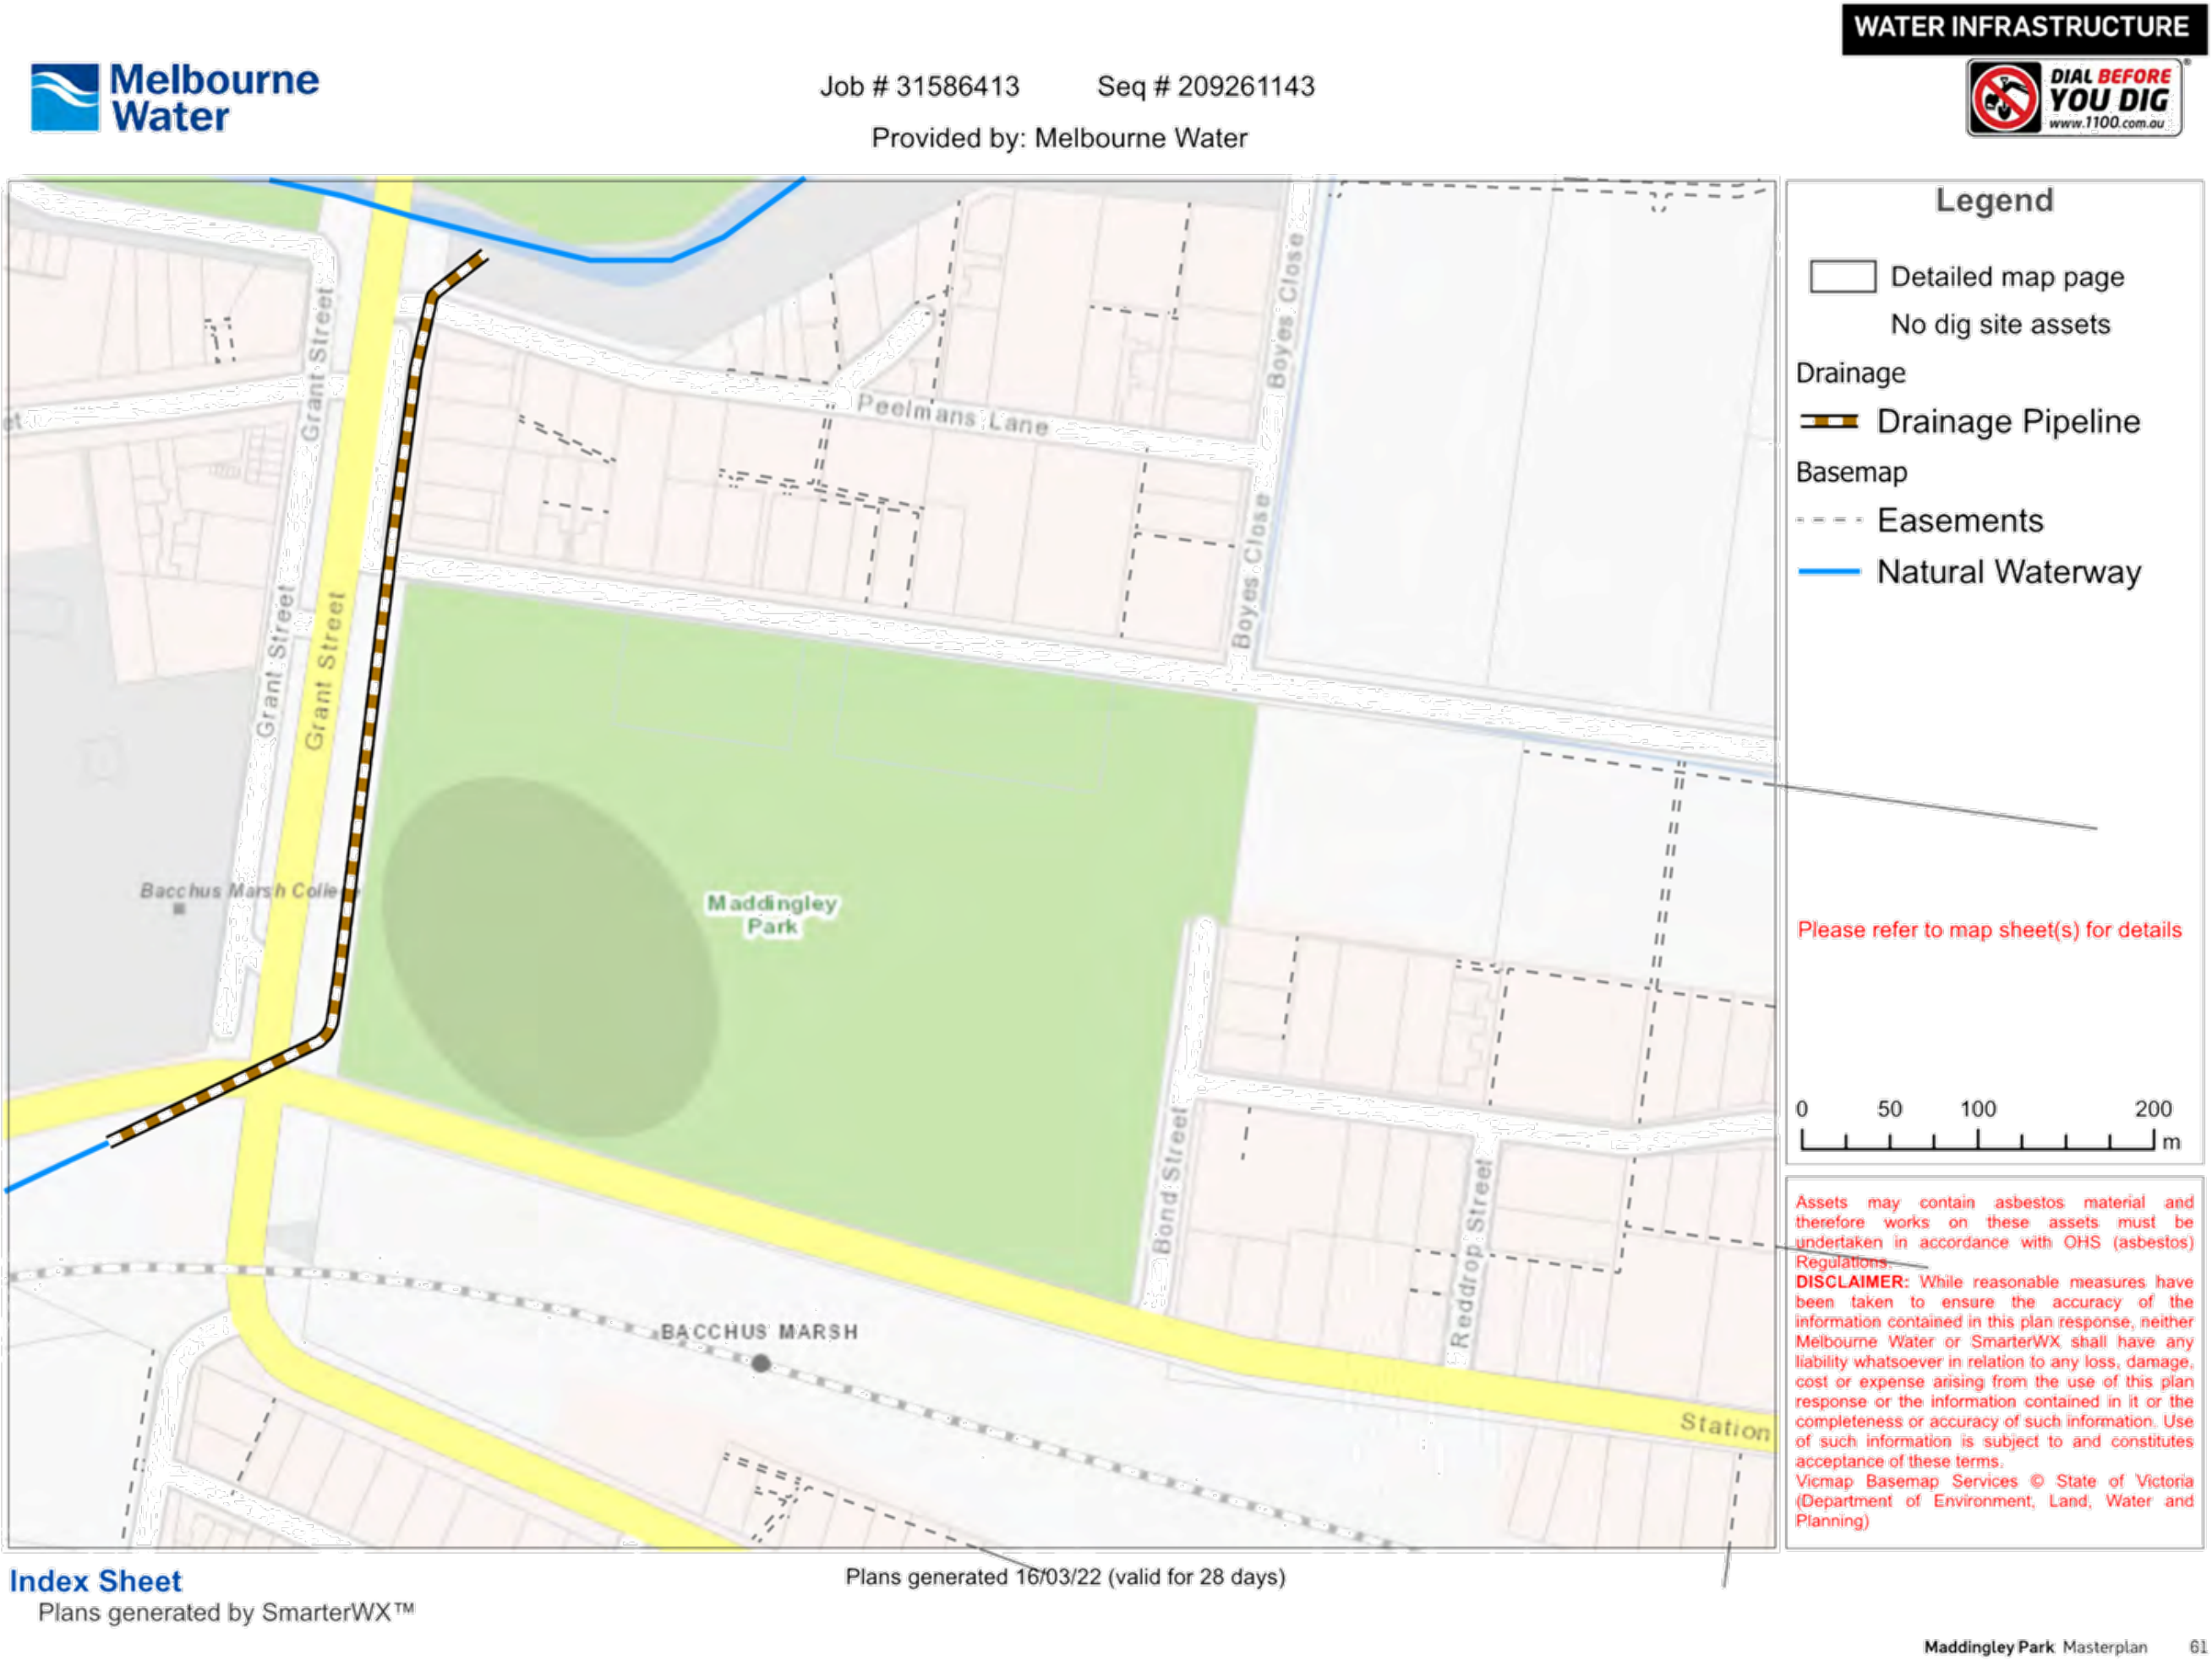 WATER INFRASTRUCTURE
Melbourne
Water
Job # 31586413 Seq # 209261143
Provided by: Melbourne Water
DIAL BEFORE
YOU DIG
www.1100.com.au
®
Legend
Detailed map page
No dig site assets
Drainage
Drainage Pipeline
Basemap
Easements
Natural Waterway
Please refer to map sheet(s) for details
0 50 100 200
m
Grant Street
Grant Street
Grant Street
Boyes Close
Boyes Close
Peelmans Lane
et
Bacchus Marsh Colle
Maddingley
Park
Bond Street
Reddrop Street
BACCHUS MARSH
Station
Assets may contain asbestos material and
therefore works on these assets must be
undertaken in accordance with OHS (asbestos)
Regulations.
DISCLAIMER: While reasonable measures have
been taken to ensure the accuracy of the
information contained in this plan response, neither
Melbourne Water or SmarterWX shall have any
liability whatsoever in relation to any loss, damage,
cost or expense arising from the use of this plan
response or the information contained in it or the
completeness or accuracy of such information. Use
of such information is subject to and constitutes
acceptance of these terms.
Vicmap Basemap Services © State of Victoria
(Department of Environment, Land, Water and
Planning)
Index Sheet
Plans generated by SmarterWX™
Plans generated 16/03/22 (valid for 28 days)
Maddingley Park Masterplan 61